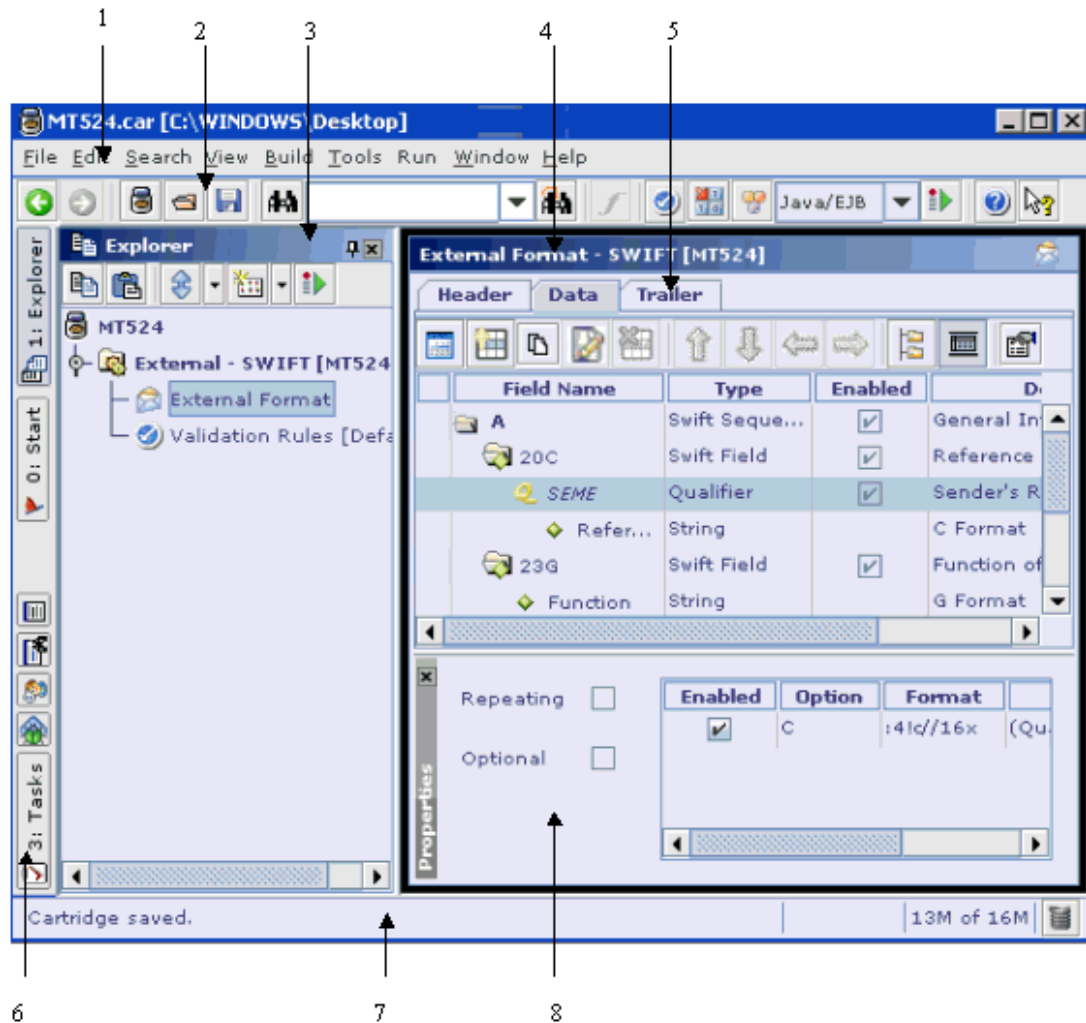 1 2 3 4 5
MT524.car [C:\WINDOWS\Desktop]
File Edit Search View Build Tools Run Window Help
Java/EJB
1: Explorer
0: Start
3: Tasks
Explorer
MT524
External - SWIFT [MT524
External Format
Validation Rules [Defa
External Format - SWIFT [MT524]
Header Data Trailer
Field Name Type Enabled D
A Swift Seque... General In
20C Swift Field Reference
SEME Qualifier Sender's R
Refer... String C Format
23G Swift Field Function of
Function String G Format
Properties
Repeating
Optional
Enabled Option Format
C :4!c//16x (Qu
Cartridge saved. 13M of 16M
6 7 8